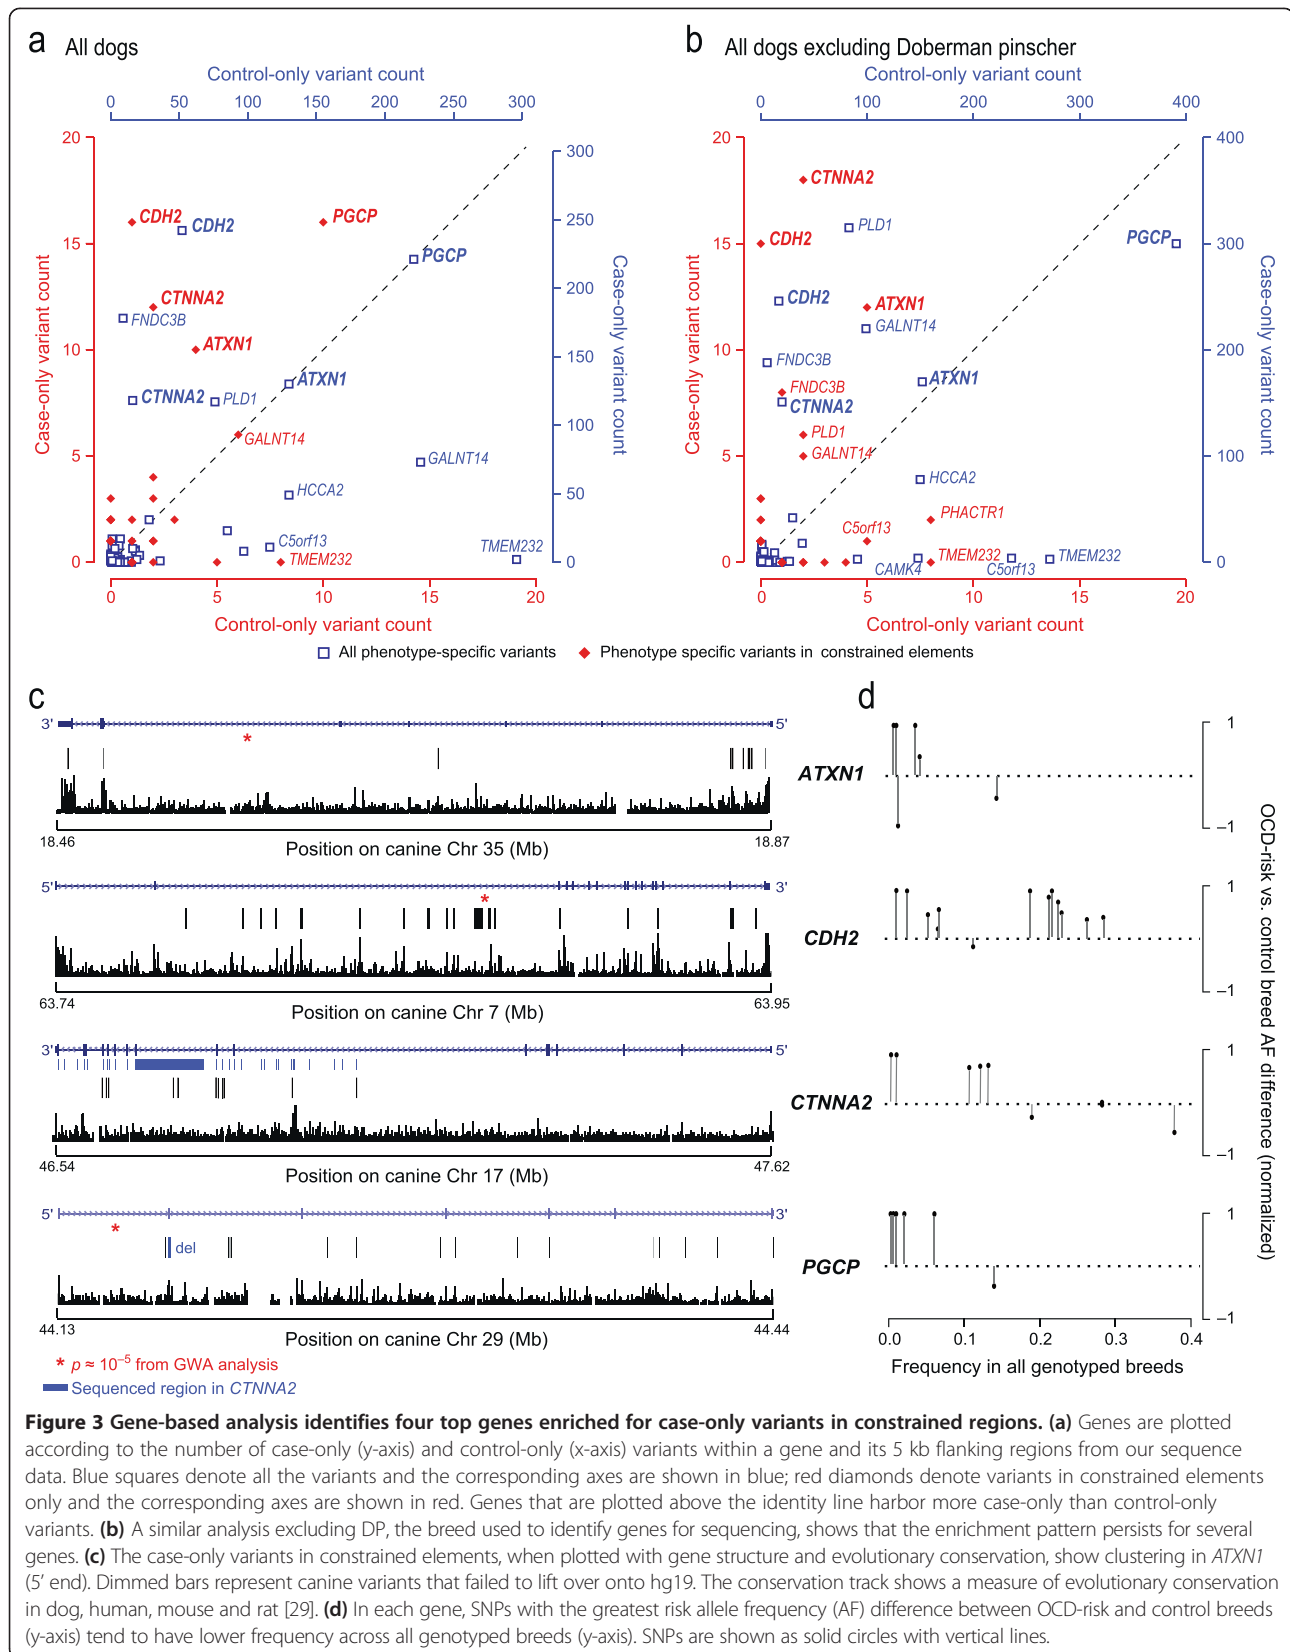 a All dogs
Control-only variant count
0 50 100 150 200 250 300
20
15
10
5
0
Case-only variant count
300
250
200
150
100
50
0
Case-only variant count
CDH2
CDH2
PGCP
PGCP
CTNNA2
FNDC3B
ATXN1
ATXN1
CTNNA2
PLD1
GALNT14
GALNT14
HCCA2
C5orf13
TMEM232
TMEM232
0 5 10 15 20
Control-only variant count
b All dogs excluding Doberman pinscher
Control-only variant count
0 100 200 300 400
20
15
10
5
0
Case-only variant count
400
300
200
100
0
Case-only variant count
CTNNA2
PLD1
CDH2
PGCP
CDH2
ATXN1
GALNT14
FNDC3B
ATXN1
FNDC3B
CTNNA2
PLD1
GALNT14
HCCA2
PHACTR1
C5orf13
TMEM232
TMEM232
CAMK4
C5orf13
0 5 10 15 20
Control-only variant count
All phenotype-specific variants Phenotype specific variants in constrained elements
c
3' 5'
*
18.46 18.87
Position on canine Chr 35 (Mb)
5' 3'
*
63.74 63.95
Position on canine Chr 7 (Mb)
3' 5'
46.54 47.62
Position on canine Chr 17 (Mb)
5' 3'
*
del
44.13 44.44
Position on canine Chr 29 (Mb)
* p ≈ 10⁻⁵ from GWA analysis
Sequenced region in CTNNA2
d
ATXN1
1
–1
CDH2
1
–1
CTNNA2
1
–1
PGCP
1
–1
OCD-risk vs. control breed AF difference (normalized)
0.0 0.1 0.2 0.3 0.4
Frequency in all genotyped breeds
Figure 3 Gene-based analysis identifies four top genes enriched for case-only variants in constrained regions. (a) Genes are plotted
according to the number of case-only (y-axis) and control-only (x-axis) variants within a gene and its 5 kb flanking regions from our sequence
data. Blue squares denote all the variants and the corresponding axes are shown in blue; red diamonds denote variants in constrained elements
only and the corresponding axes are shown in red. Genes that are plotted above the identity line harbor more case-only than control-only
variants. (b) A similar analysis excluding DP, the breed used to identify genes for sequencing, shows that the enrichment pattern persists for several
genes. (c) The case-only variants in constrained elements, when plotted with gene structure and evolutionary conservation, show clustering in ATXN1
(5′ end). Dimmed bars represent canine variants that failed to lift over onto hg19. The conservation track shows a measure of evolutionary conservation
in dog, human, mouse and rat [29]. (d) In each gene, SNPs with the greatest risk allele frequency (AF) difference between OCD-risk and control breeds
(y-axis) tend to have lower frequency across all genotyped breeds (y-axis). SNPs are shown as solid circles with vertical lines.